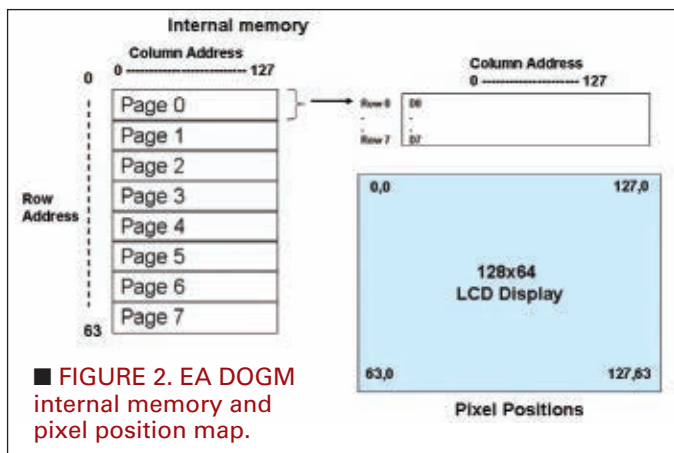 Internal memory
Column Address
0 ------------------------ 127
0
Page 0
Page 1
Page 2
Page 3
Page 4
Page 5
Page 6
Page 7
Row
Address
63
Column Address
0 -------------------- 127
Row 0 D0
.
.
Row 7 D7
0,0 127,0
128x64
LCD Display
63,0 127,63
Pixel Positions
■ FIGURE 2. EA DOGM
internal memory and
pixel position map.